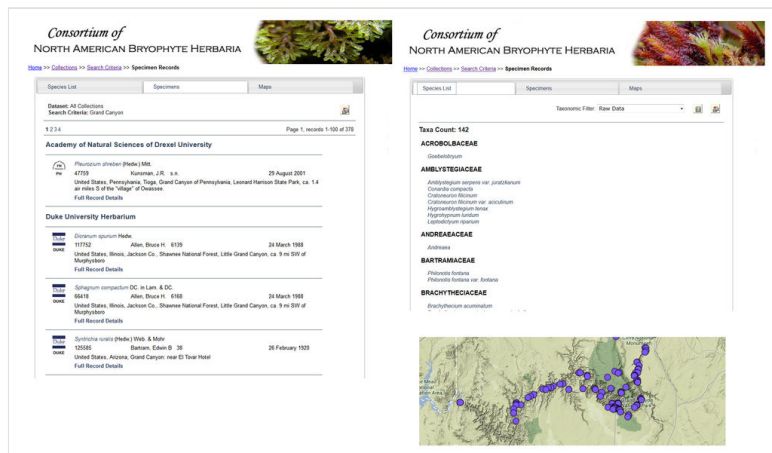 Consortium of
NORTH AMERICAN BRYOPHYTE HERBARIA
Home >> Collections >> Search Criteria >> Specimen Records
Species List
Specimens
Maps
Dataset: All Collections
Search Criteria: Grand Canyon
1 2 3 4
Page 1, records 1-100 of 378
Academy of Natural Sciences of Drexel University
PH
Pleurozium shreberi (Hedw.) Mitt.
47759 Kunsman, J.R. s.n. 29 August 2001
United States, Pennsylvania, Tioga, Grand Canyon of Pennsylvania, Leonard Harrison State Park, ca. 1.4
air miles S of the "village" of Owassee.
Full Record Details
Duke University Herbarium
Duke
DUKE
Dicranum spurium Hedw.
117752 Allen, Bruce H. 6139 24 March 1988
United States, Illinois, Jackson Co., Shawnee National Forest, Little Grand Canyon, ca. 9 mi SW of
Murphysboro
Full Record Details
Duke
DUKE
Sphagnum compactum DC. in Lam. & DC.
66418 Allen, Bruce H. 6168 24 March 1988
United States, Illinois, Jackson Co., Shawnee National Forest, Little Grand Canyon, ca. 9 mi SW of
Murphysboro
Full Record Details
Duke
DUKE
Syntrichia ruralis (Hedw.) Web. & Mohr
125585 Bartram, Edwin B 38 26 February 1920
United States, Arizona, Grand Canyon: near El Tovar Hotel
Full Record Details
Consortium of
NORTH AMERICAN BRYOPHYTE HERBARIA
Home >> Collections >> Search Criteria >> Specimen Records
Species List
Specimens
Maps
Taxonomic Filter: Raw Data
Taxa Count: 142
ACROBOLBACEAE
Goebelobryum
AMBLYSTEGIACEAE
Amblystegium serpens var. juratzkanum
Conardia compacta
Cratoneuron filicinum
Cratoneuron filicinum var. aciculinum
Hygroamblystegium tenax
Hygrohypnum luridum
Leptodictyum riparium
ANDREAEACEAE
Andreaea
BARTRAMIACEAE
Philonotis fontana
Philonotis fontana var. fontana
BRACHYTHECIACEAE
Brachythecium acuminatum